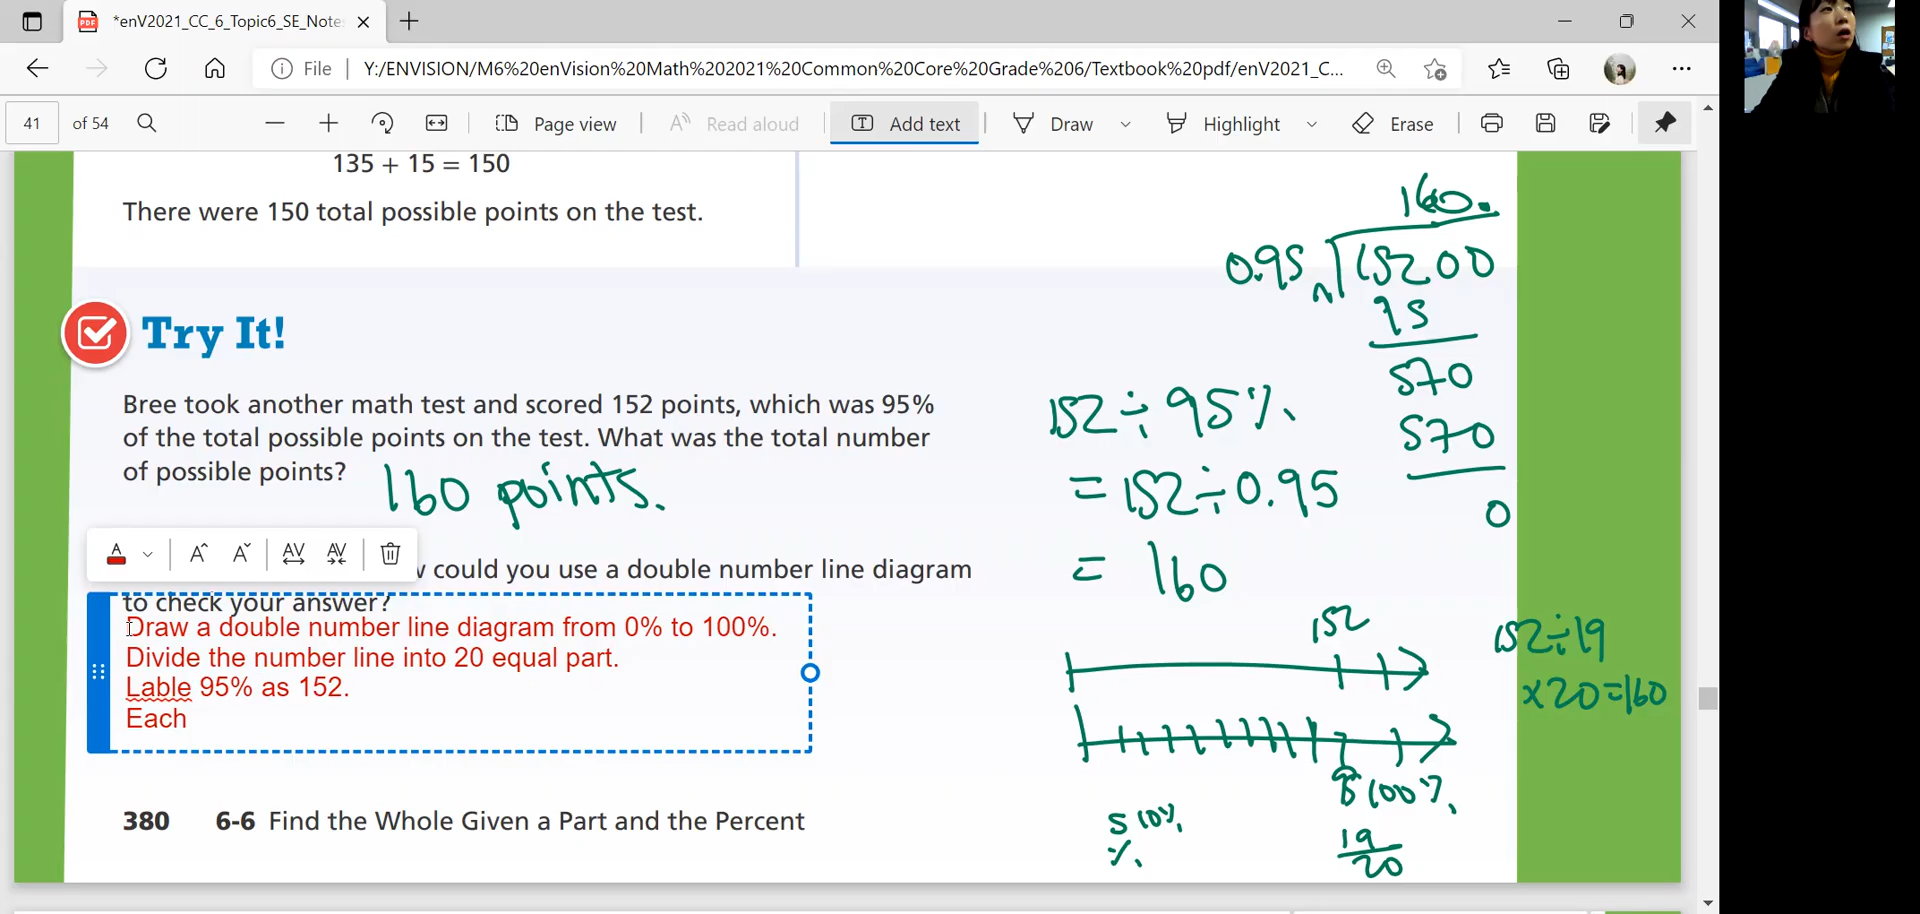 *enV2021_CC_6_Topic6_SE_Note
File
Y:/ENVISION/M6%20enVision%20Math%202021%20Common%20Core%20Grade%206/Textbook%20pdf/enV2021_C...
41 of 54
Page view
Read aloud
Add text
Draw
Highlight
Erase
135 + 15 = 150
There were 150 total possible points on the test.
160.
0.95 15200
95
570
570
0
Try It!
Bree took another math test and scored 152 points, which was 95%
of the total possible points on the test. What was the total number
of possible points?
160 points.
152÷95%
=152÷0.95
= 160
could you use a double number line diagram
to check your answer?
Draw a double number line diagram from 0% to 100%.
Divide the number line into 20 equal part.
Lable 95% as 152.
Each
152
152÷19
×20=160
100%
5 10%
%
19
20
380 6-6 Find the Whole Given a Part and the Percent